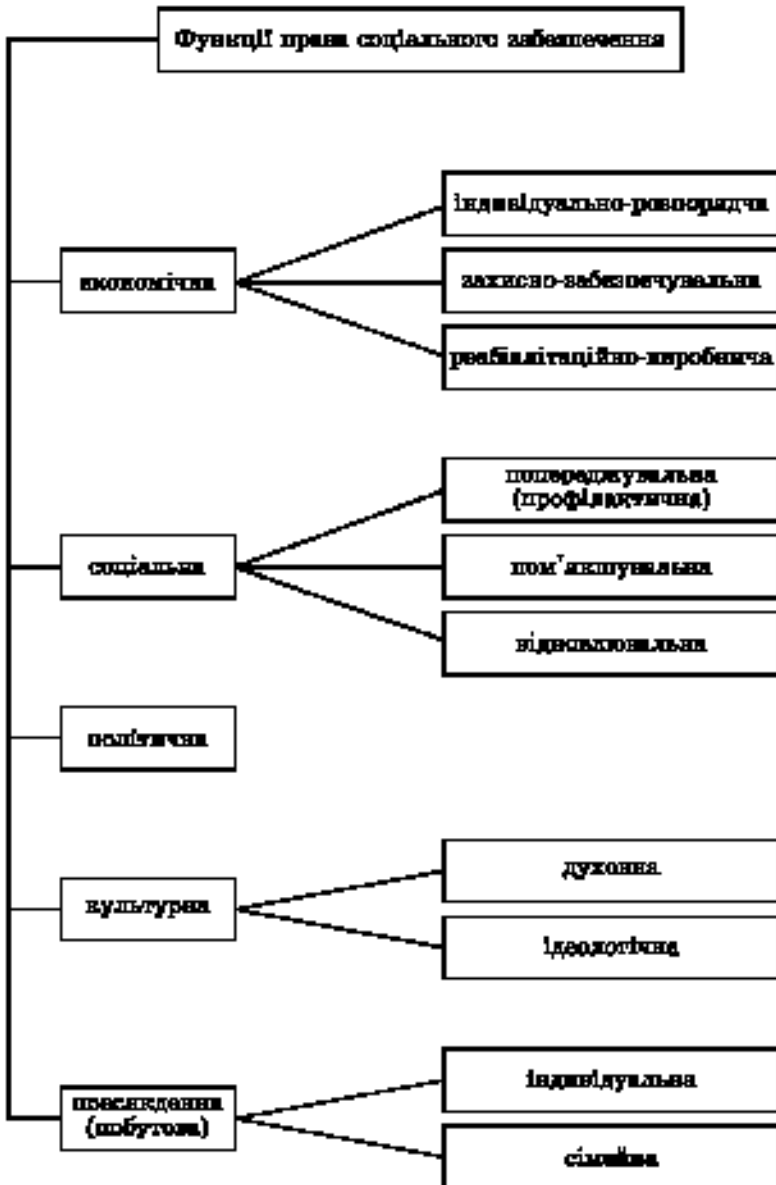 Функції права соціального забезпечення
економічна
індивідуально-розпорядча
захисно-забезпечувальна
реабілітаційно-виробнича
соціальна
попереджувальна
(профілактична)
пом'якшувальна
відновлювальна
політична
культурна
духовна
ідеологічна
повсякденна
(побутова)
індивідуальна
сімейна